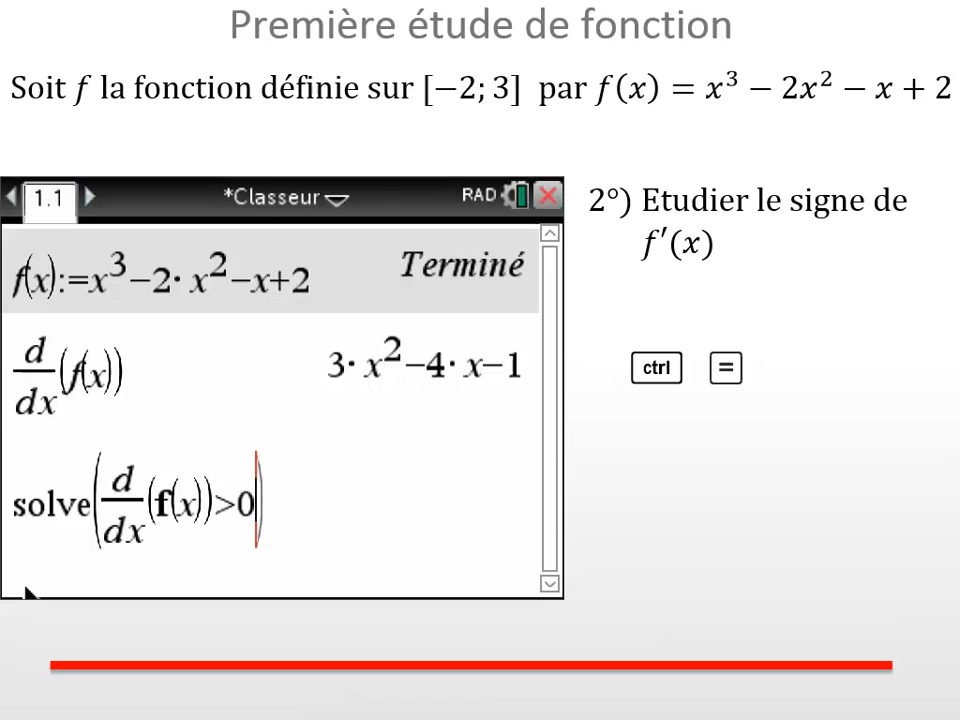 Première étude de fonction
Soit f la fonction définie sur [−2; 3] par f(x) = x³ − 2x² − x + 2
1.1 *Classeur RAD
f(x):=x³−2·x²−x+2 Terminé
d/dx(f(x)) 3·x²−4·x−1
solve(d/dx(f(x))>0)
2°) Etudier le signe de
f′(x)
ctrl =